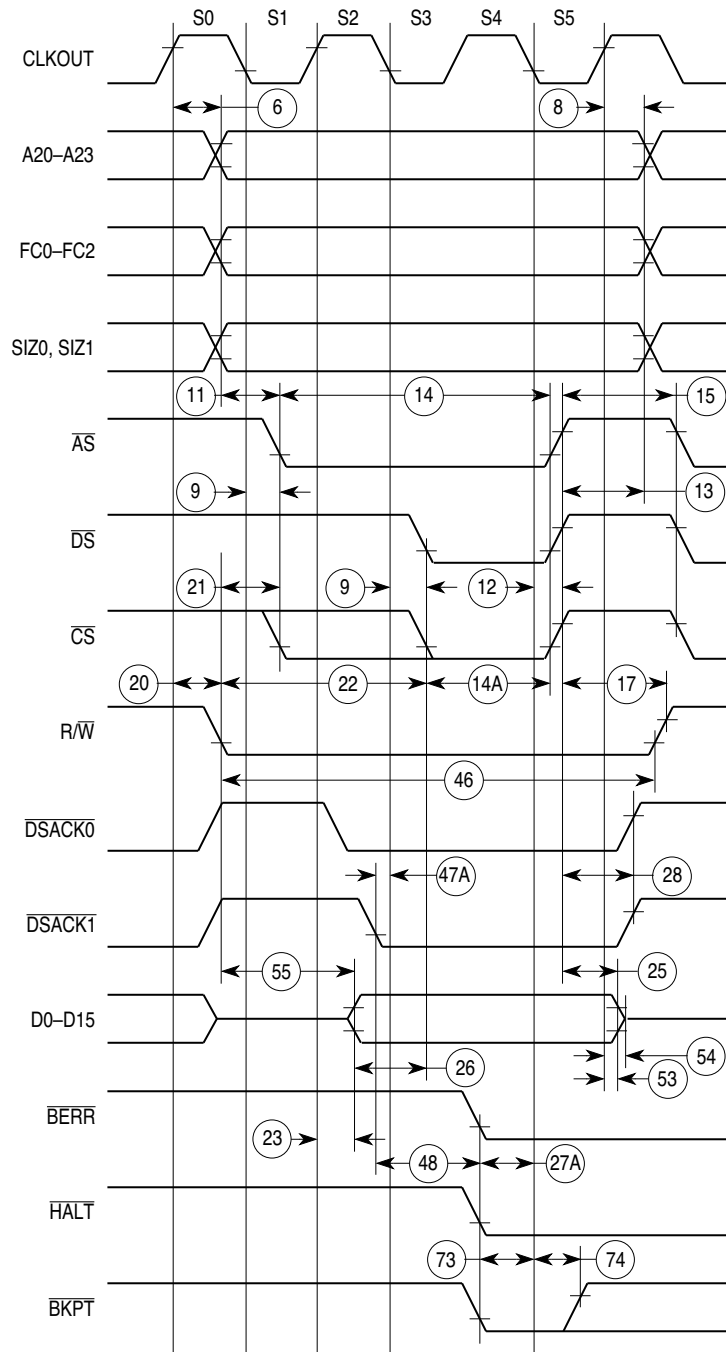 S0 S1 S2 S3 S4 S5
CLKOUT
6 8
A20–A23
FC0–FC2
SIZ0, SIZ1
11 14 15
AS
9 13
DS
21 9 12
CS
20 22 14A 17
R/W
46
DSACK0
47A 28
DSACK1
55 25
D0–D15
54
26 53
BERR
23 48 27A
HALT
73 74
BKPT